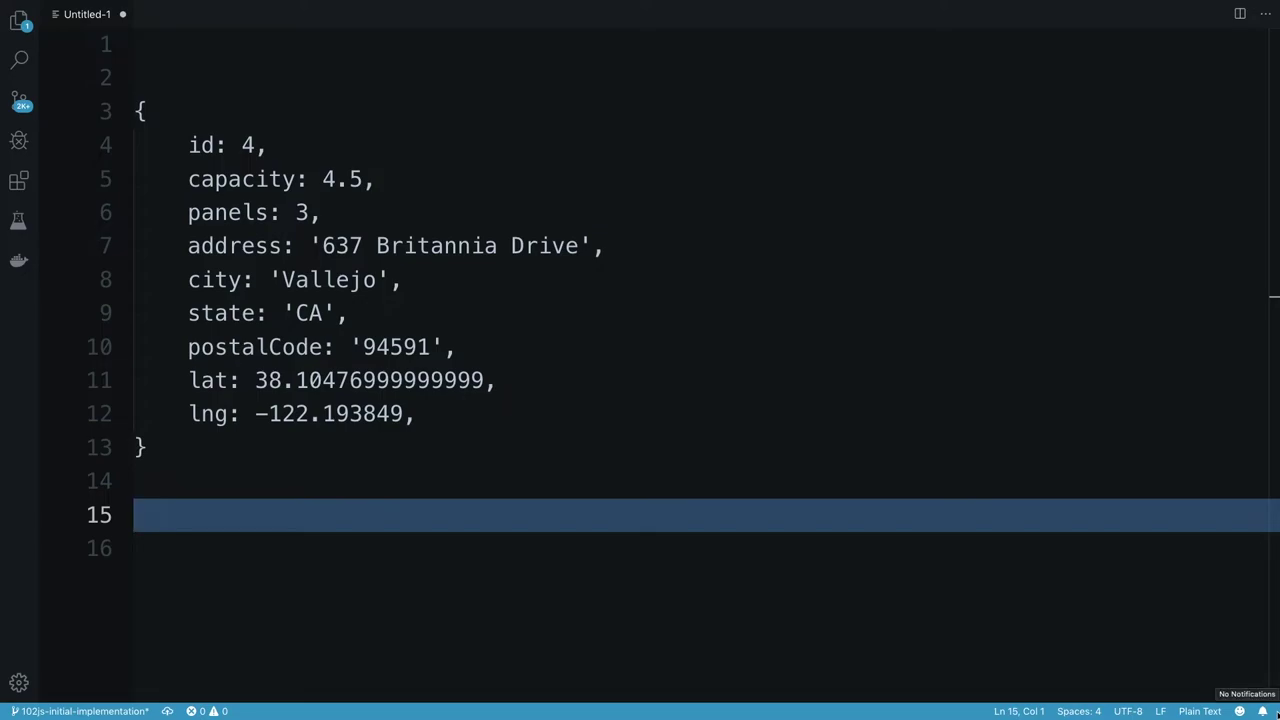 1
Untitled-1
1
2
3 {
2K+
4 id: 4,
5 capacity: 4.5,
6 panels: 3,
7 address: '637 Britannia Drive',
8 city: 'Vallejo',
9 state: 'CA',
10 postalCode: '94591',
11 lat: 38.10476999999999,
12 lng: -122.193849,
13 }
14
15
16
No Notifications
102js-initial-implementation* 0 0 Ln 15, Col 1 Spaces: 4 UTF-8 LF Plain Text